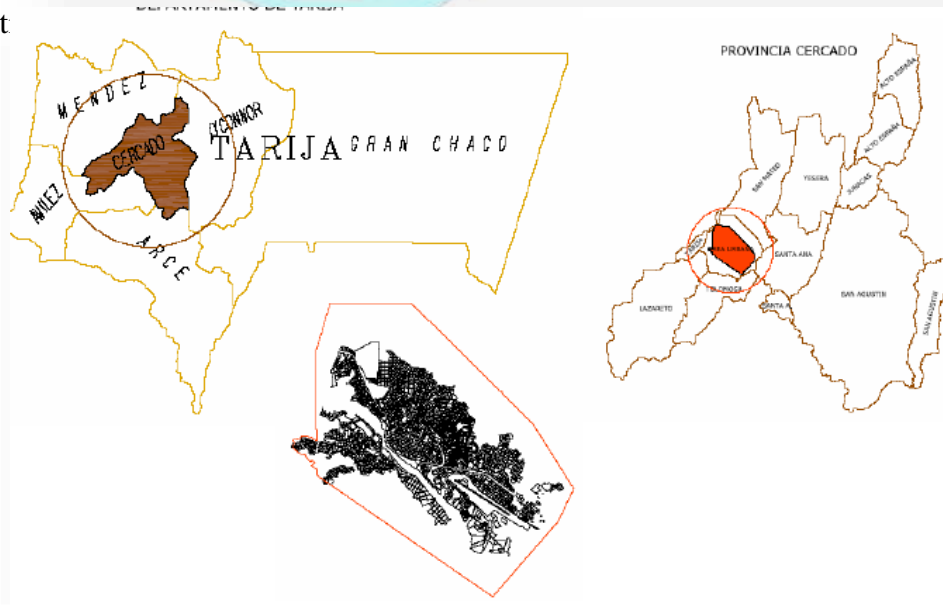 DEPARTAMENTO DE TARIJA
t
PROVINCIA CERCADO
MENDEZ
O'CONNOR
CERCADO
TARIJA
GRAN CHACO
AVILEZ
ARCE
ALTO ESPAÑA
ALTO ESPAÑA
SAN MATEO
YESERA
JUNACAS
SANTA ANA
SANTA A
SAN AGUSTIN
SAN AGUSTIN
LAZARETO